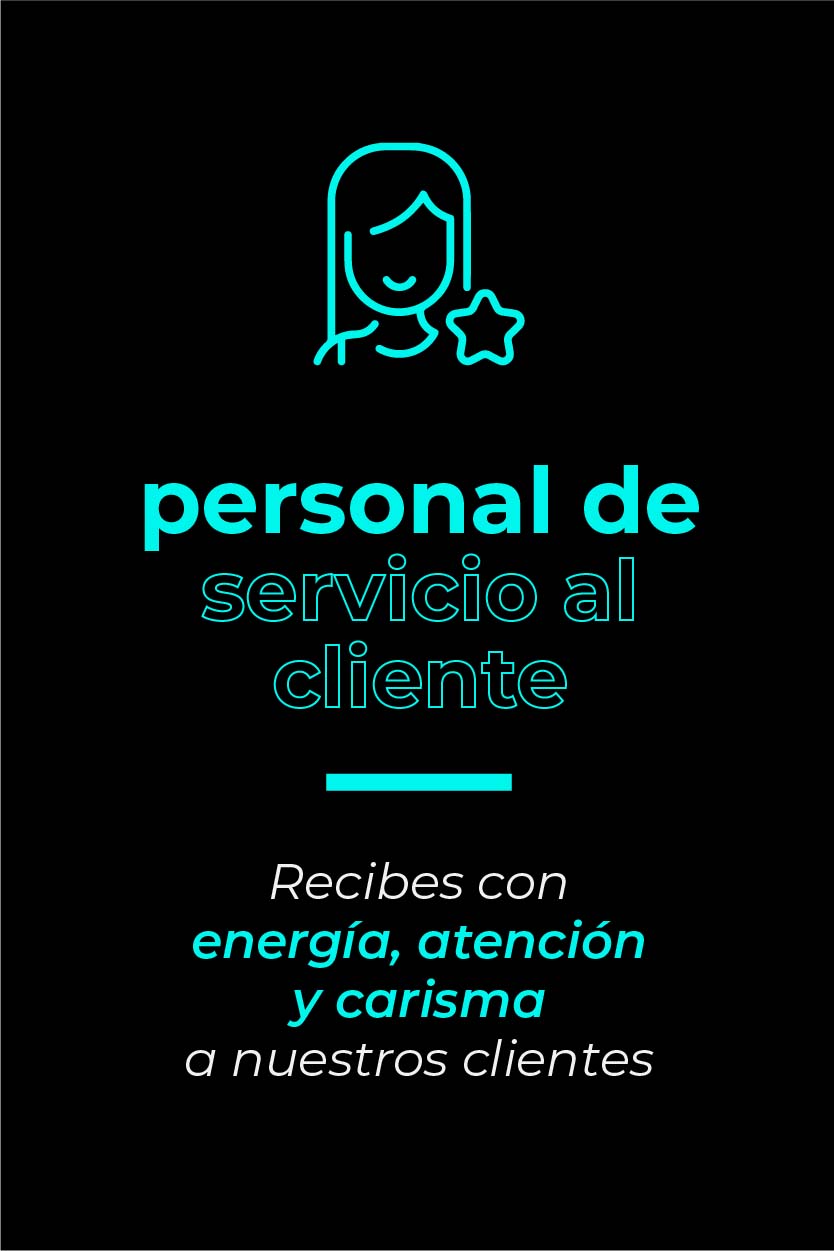 personal de
servicio al
cliente
Recibes con
energía, atención
y carisma
a nuestros clientes